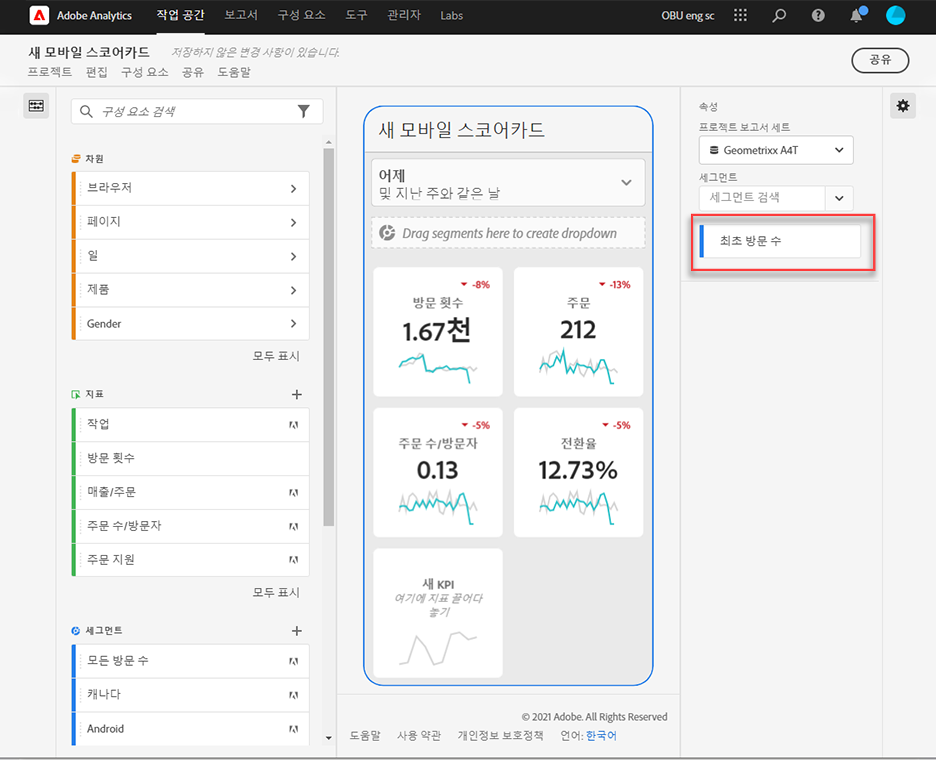 Adobe Analytics 작업 공간 보고서 구성 요소 도구 관리자 Labs OBU eng sc
새 모바일 스코어카드 저장하지 않은 변경 사항이 있습니다.
프로젝트 편집 구성 요소 공유 도움말
공유
구성 요소 검색
차원
브라우저
페이지
일
제품
Gender
모두 표시
지표
작업
방문 횟수
매출/주문
주문 수/방문자
주문 지원
모두 표시
세그먼트
모든 방문 수
캐나다
Android
새 모바일 스코어카드
어제
및 지난 주와 같은 날
Drag segments here to create dropdown
-8%
방문 횟수
1.67천
-13%
주문
212
-5%
주문 수/방문자
0.13
-5%
전환율
12.73%
새 KPI
여기에 지표 끌어다
놓기
© 2021 Adobe. All Rights Reserved
도움말 사용 약관 개인정보 보호정책 언어: 한국어
속성
프로젝트 보고서 세트
Geometrixx A4T
세그먼트
세그먼트 검색
최초 방문 수